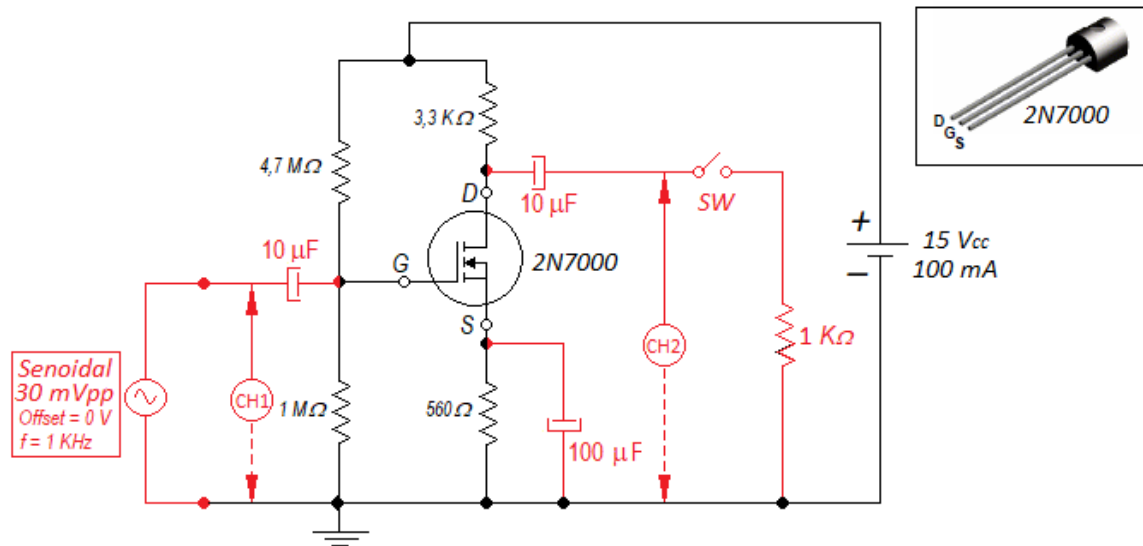 D
G
S
2N7000
3,3 KΩ
4,7 MΩ
D
10 µF
SW
10 µF
G
2N7000
+
−
15 Vcc
100 mA
S
CH2
1 KΩ
Senoidal
30 mVpp
Offset = 0 V
f = 1 KHz
CH1
1 MΩ
560 Ω
100 µF